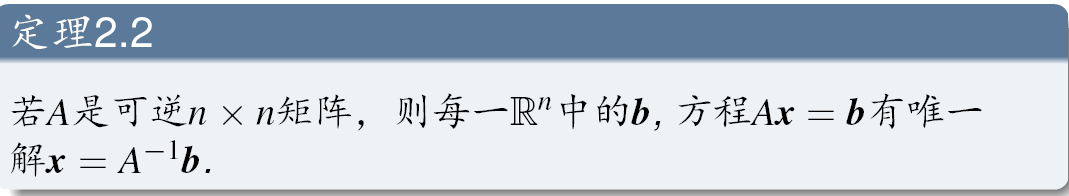 定理2.2
若A是可逆n × n矩阵，则每一ℝⁿ中的b, 方程Ax = b有唯一
解x = A⁻¹b.